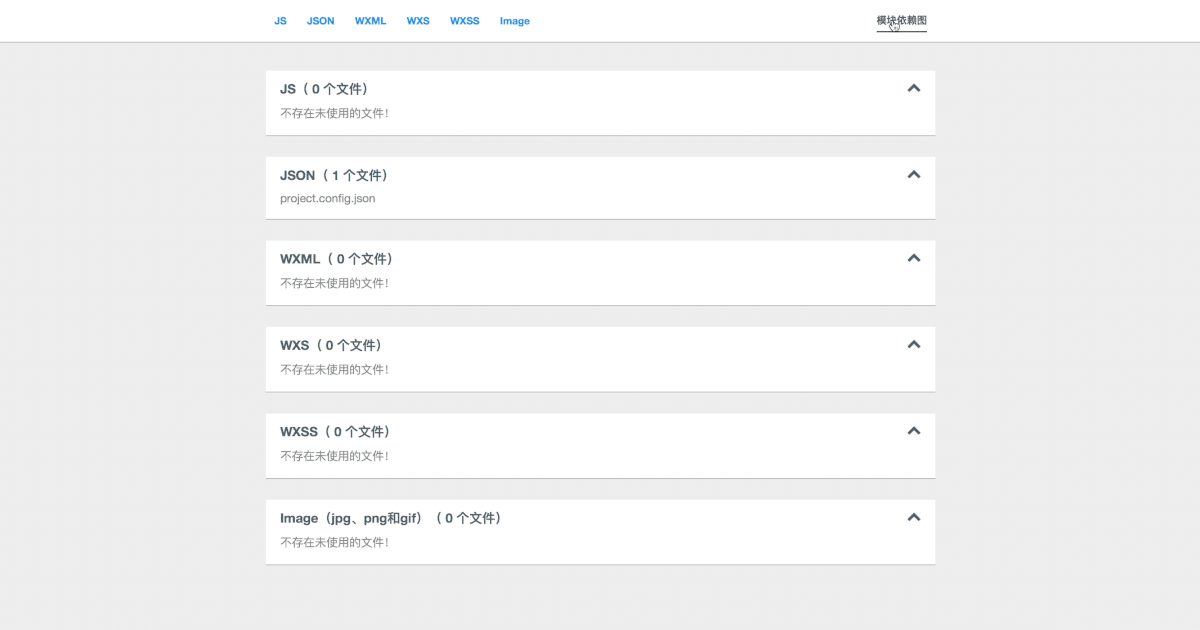 JS JSON WXML WXS WXSS Image 模块依赖图
JS（ 0 个文件）
不存在未使用的文件！
JSON（ 1 个文件）
project.config.json
WXML（ 0 个文件）
不存在未使用的文件！
WXS（ 0 个文件）
不存在未使用的文件！
WXSS（ 0 个文件）
不存在未使用的文件！
Image（jpg、png和gif）（ 0 个文件）
不存在未使用的文件！